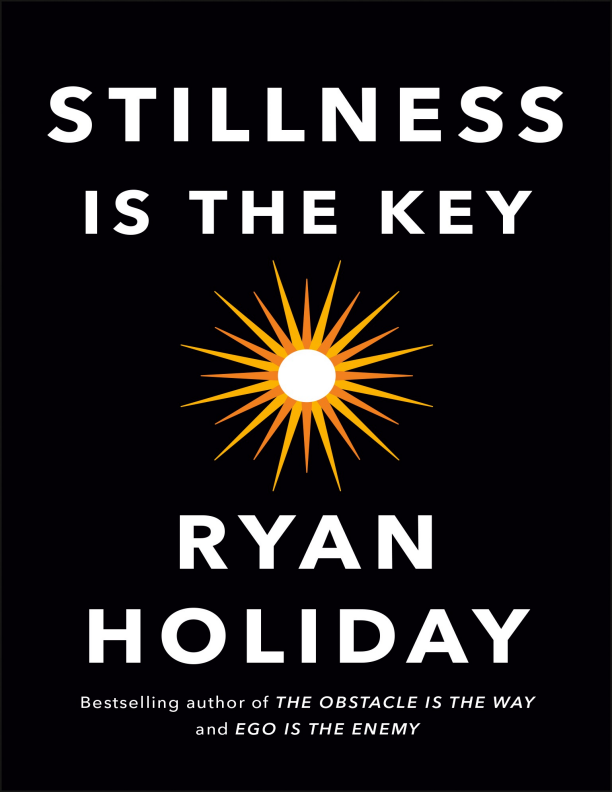 STILLNESS
IS THE KEY
RYAN
HOLIDAY
Bestselling author of THE OBSTACLE IS THE WAY
and EGO IS THE ENEMY